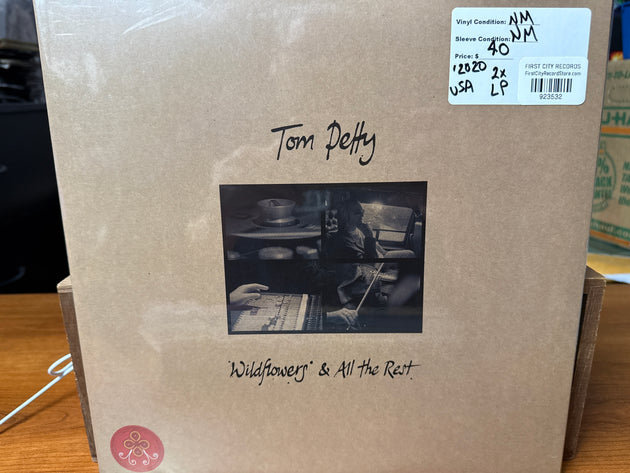 Vinyl Condition: NM
Sleeve Condition: NM
Price: $ 40
'2020 2x
USA LP
FIRST CITY RECORDS
FirstCityRecordStore.com
923532
Tom Petty
"Wildflowers" & All the Rest